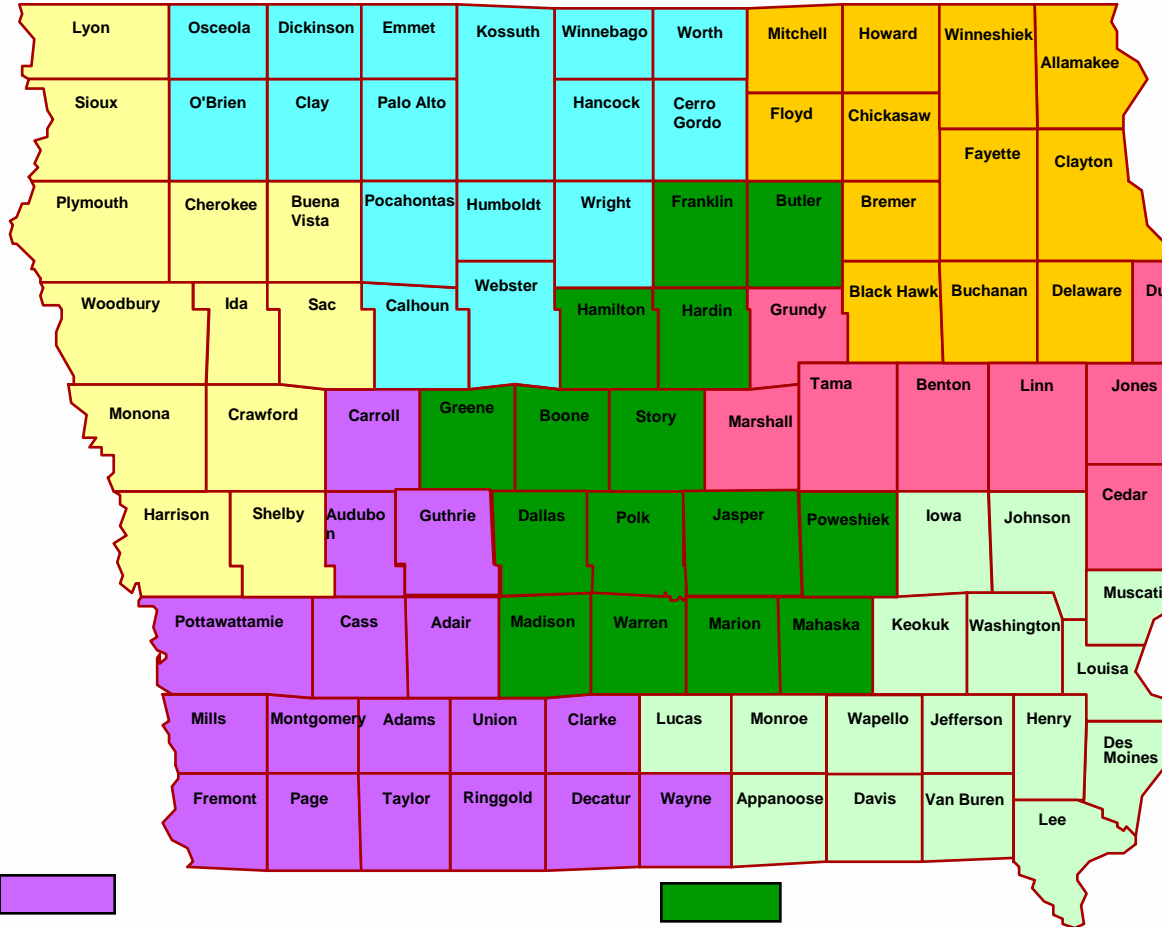 Lyon
Osceola
Dickinson
Emmet
Kossuth
Winnebago
Worth
Mitchell
Howard
Winneshiek
Allamakee
Sioux
O'Brien
Clay
Palo Alto
Hancock
Cerro
Gordo
Floyd
Chickasaw
Fayette
Clayton
Plymouth
Cherokee
Buena
Vista
Pocahontas
Humboldt
Wright
Franklin
Butler
Bremer
Woodbury
Ida
Sac
Calhoun
Webster
Hamilton
Hardin
Grundy
Black Hawk
Buchanan
Delaware
Du
Monona
Crawford
Carroll
Greene
Boone
Story
Marshall
Tama
Benton
Linn
Jones
Cedar
Harrison
Shelby
Audubo
n
Guthrie
Dallas
Polk
Jasper
Poweshiek
Iowa
Johnson
Muscati
Pottawattamie
Cass
Adair
Madison
Warren
Marion
Mahaska
Keokuk
Washington
Louisa
Mills
Montgomery
Adams
Union
Clarke
Lucas
Monroe
Wapello
Jefferson
Henry
Des
Moines
Fremont
Page
Taylor
Ringgold
Decatur
Wayne
Appanoose
Davis
Van Buren
Lee